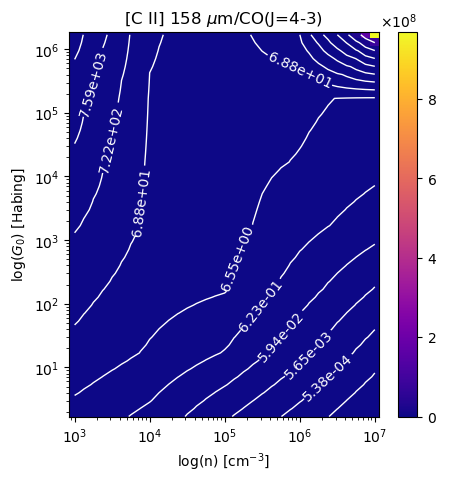 [C II] 158 μm/CO(J=4-3)
×10⁸
10⁶
10⁵
10⁴
10³
10²
10¹
log(G₀) [Habing]
7.59e+03
7.22e+02
6.88e+01
6.88e+01
6.55e+00
6.23e-01
5.94e-02
5.65e-03
5.38e-04
8
6
4
2
0
10³ 10⁴ 10⁵ 10⁶ 10⁷
log(n) [cm⁻³]